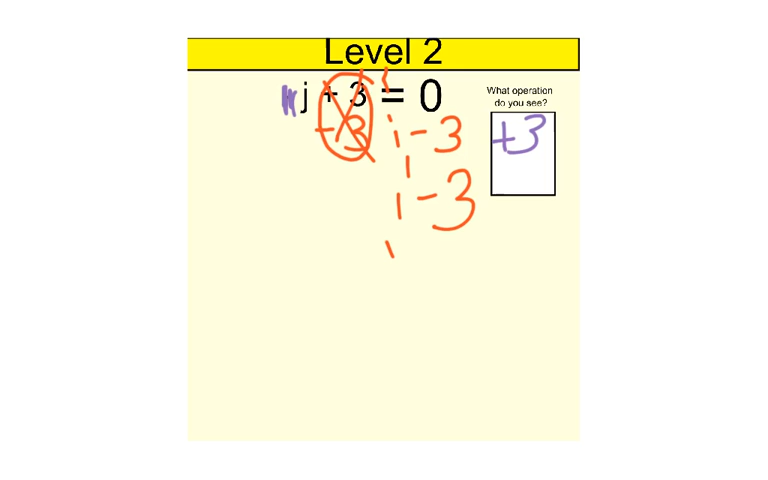 Level 2
j + 3 = 0
What operation
do you see?
+3
-3 -3
-3